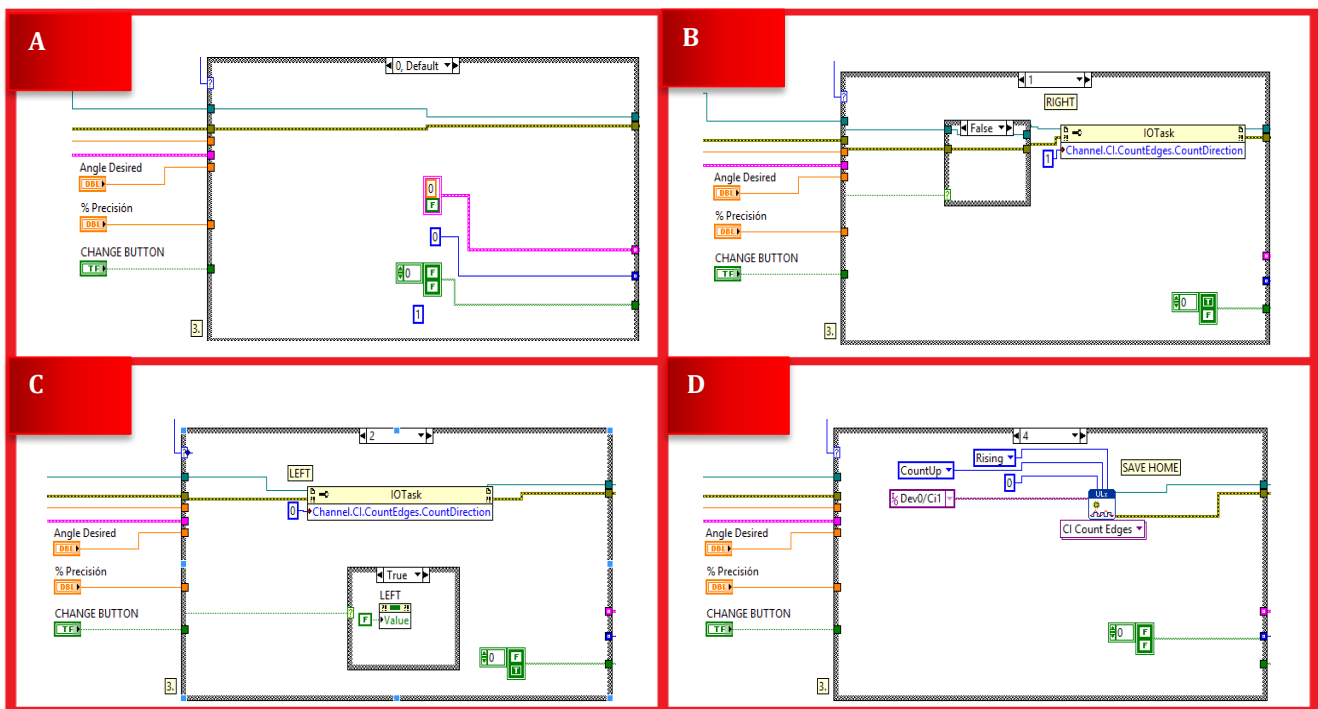 A
0, Default
Angle Desired
DBL
% Precisión
DBL
CHANGE BUTTON
TF
0
F
0
0
F
F
1
3.
B
1
RIGHT
False
IOTask
1
Channel.CI.CountEdges.CountDirection
Angle Desired
DBL
% Precisión
DBL
CHANGE BUTTON
TF
0
T
F
3.
C
2
LEFT
IOTask
0
Channel.CI.CountEdges.CountDirection
Angle Desired
DBL
% Precisión
DBL
CHANGE BUTTON
TF
True
LEFT
F
Value
0
F
T
3.
D
4
Rising
CountUp
SAVE HOME
0
Dev0/Ci1
ULx
CI Count Edges
Angle Desired
DBL
% Precisión
DBL
CHANGE BUTTON
TF
0
F
F
3.